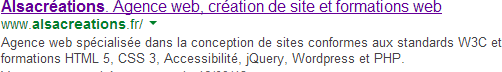 Alsacréations. Agence web, création de site et formations web
www.alsacreations.fr/
Agence web spécialisée dans la conception de sites conformes aux standards W3C et
formations HTML 5, CSS 3, Accessibilité, jQuery, Wordpress et PHP.